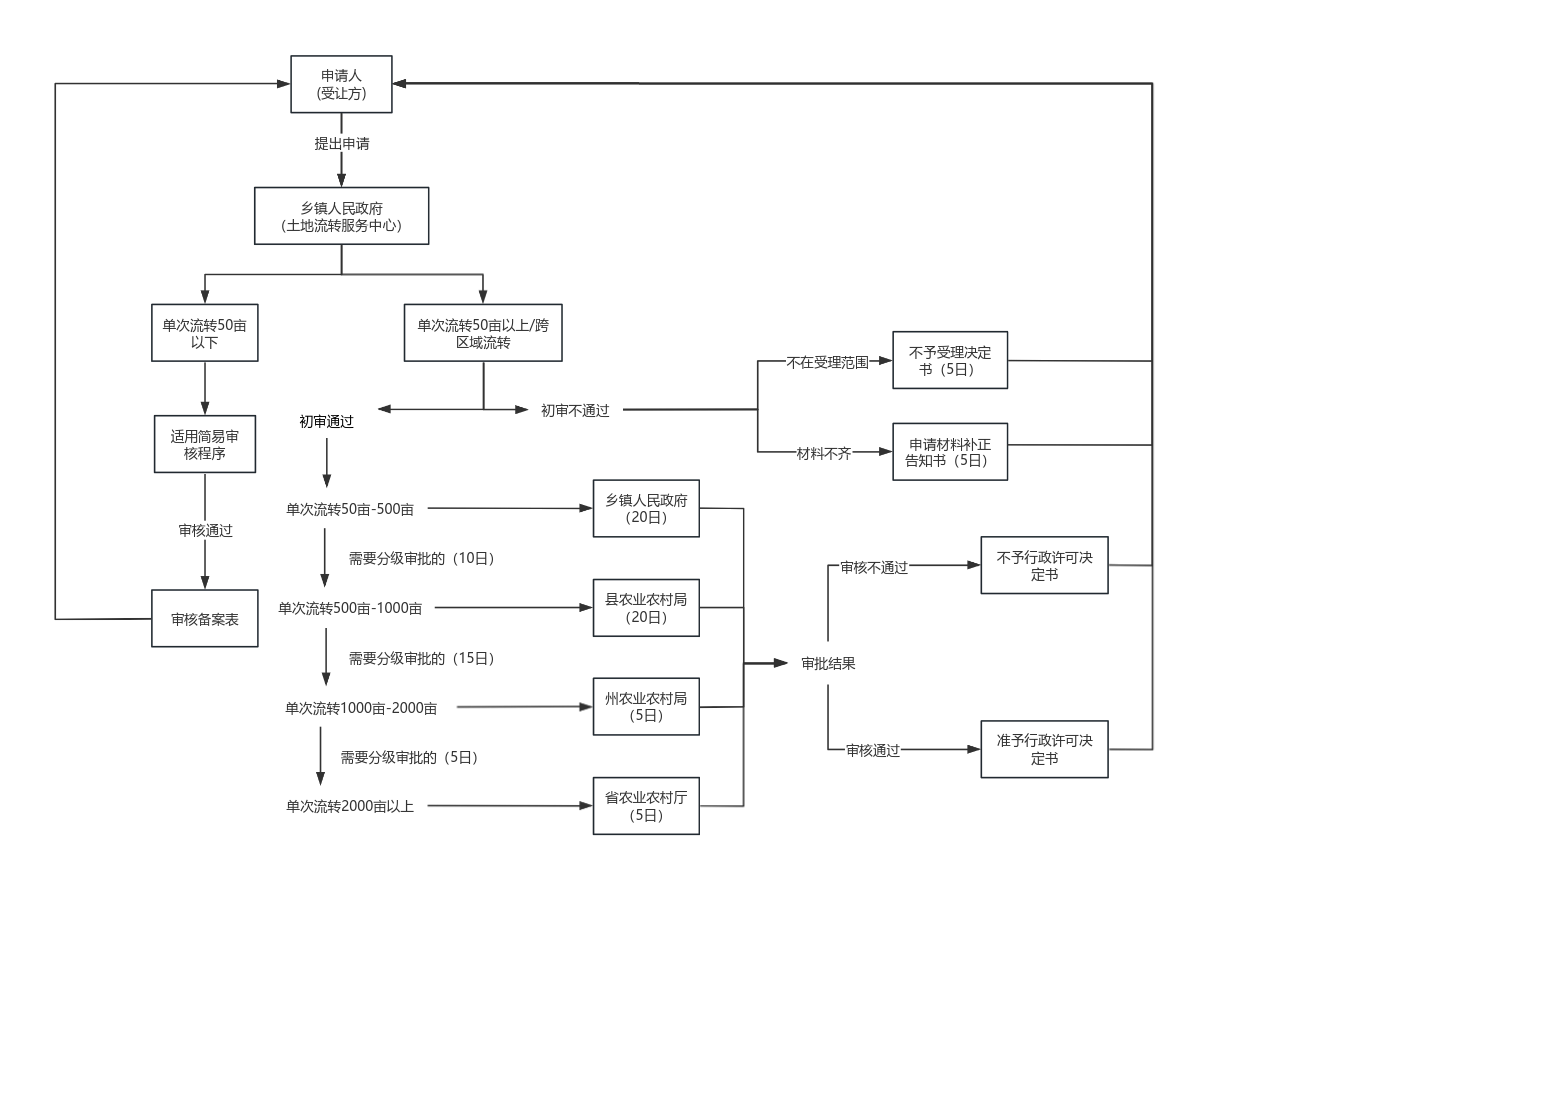 申请人
(受让方)
提出申请
乡镇人民政府
（土地流转服务中心）
单次流转50亩
以下
单次流转50亩以上/跨
区域流转
不在受理范围
不予受理决定
书（5日）
初审通过
初审不通过
适用简易审
核程序
材料不齐
申请材料补正
告知书（5日）
单次流转50亩-500亩
乡镇人民政府
（20日）
审核通过
需要分级审批的（10日）
审核不通过
不予行政许可决
定书
审核备案表
单次流转500亩-1000亩
县农业农村局
（20日）
需要分级审批的（15日）
审批结果
单次流转1000亩-2000亩
州农业农村局
（5日）
需要分级审批的（5日）
审核通过
准予行政许可决
定书
单次流转2000亩以上
省农业农村厅
（5日）